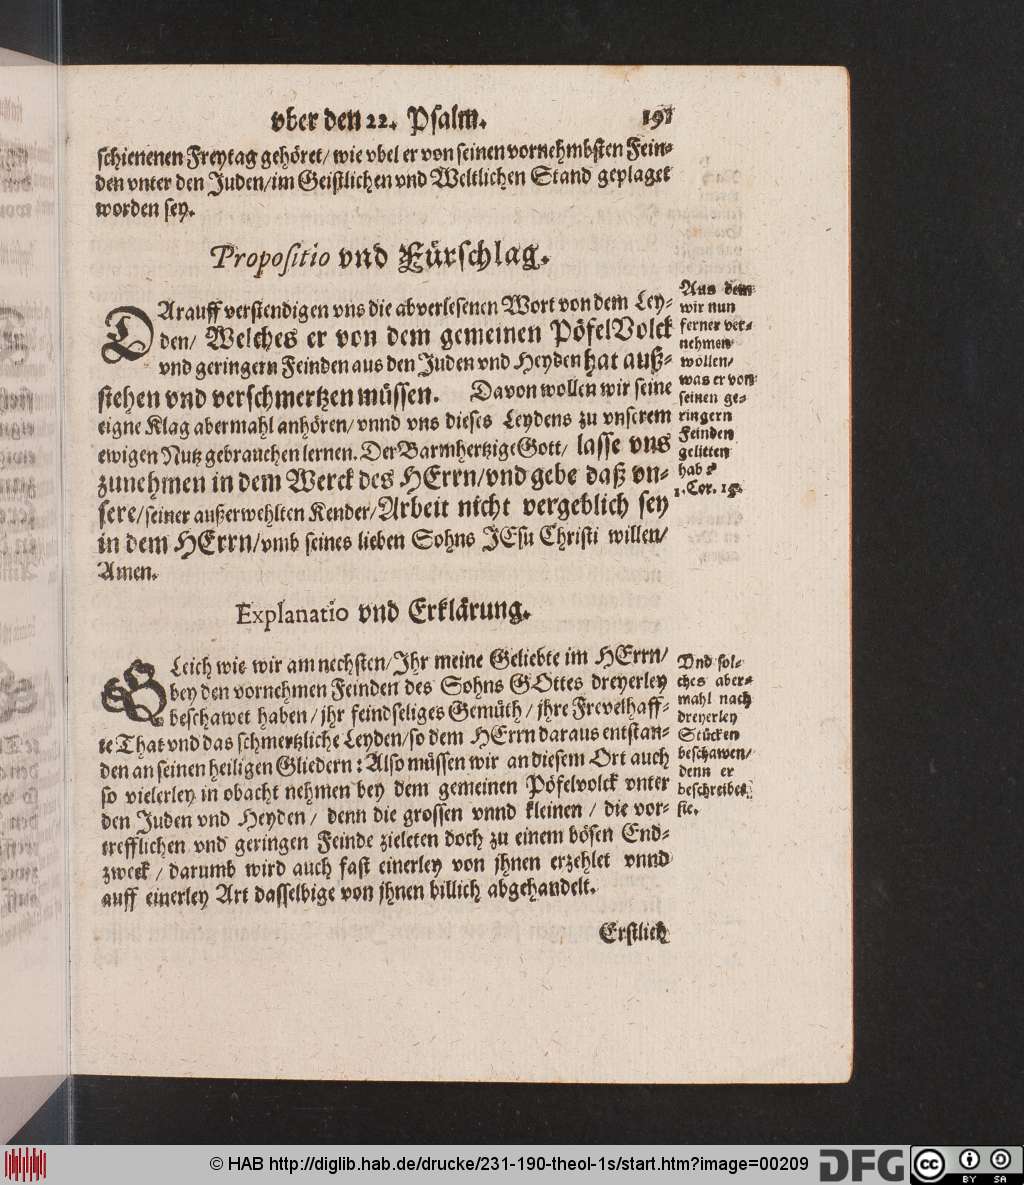 vber den 22. Psalm. 191
schienenen Freytag gehöret/ wie vbel er von seinen vornehmbsten Fein-
den vnter den Juden/im Geistlichen vnd Weltlichen Stand geplaget
worden sey.
Propositio vnd Fürschlag.
DArauff verstendigen vns die abverlesenen Wort von dem Ley-
den/ Welches er von dem gemeinen PöfelVolck
vnd geringern Feinden aus den Juden vnd Heyden hat auß-
stehen vnd verschmertzen müssen. Davon wollen wir seine
eigne Klag abermahl anhören/ vnnd vns dieses Leydens zu vnserem
ewigen Nutz gebrauchen lernen. Der Barmhertzige Gott/ lasse vns
zunehmen in dem Werck des HErrn/vnd gebe daß vn-
sere/seiner außerwehlten Kender/Arbeit nicht vergeblich sey
in dem HErrn/vmb seines lieben Sohns JEsu Christi willen/
Amen.
Aus dem
wir nun
ferner ver-
nehmen
wollen/
was er von
seinen ge-
ringern
Feinden
gelitten
hab?
1. Cor. 15.
Explanatio vnd Erklärung.
GLeich wie wir am nechsten/Jhr meine Geliebte im HErrn/
bey den vornehmen Feinden des Sohns GOttes dreyerley
beschawet haben/jhr feindseliges Gemüth/jhre Frevelhaff-
te That vnd das schmertzliche Leyden/so dem HErrn daraus entstan-
den an seinen heiligen Gliedern: Also müssen wir an diesem Ort auch
so vielerley in obacht nehmen bey dem gemeinen Pöfelvolck vnter
den Juden vnd Heyden/ denn die grossen vnnd kleinen/ die vor-
trefflichen vnd geringen Feinde zieleten doch zu einem bösen End-
zweck/ darumb wird auch fast einerley von jhnen erzehlet vnnd
auff einerley Art dasselbige von jhnen billich abgehandelt.
Vnd sol-
ches aber-
mahl nach
dreyerley
Stücken
beschawen/
denn er
beschreibet
sie.
Erstlich
© HAB http://diglib.hab.de/drucke/231-190-theol-1s/start.htm?image=00209
DFG
cc
BY SA